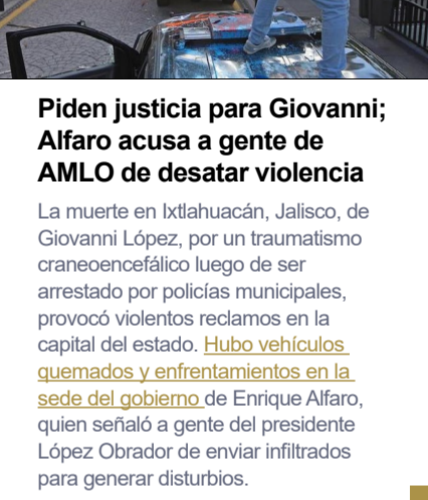 Piden justicia para Giovanni;
Alfaro acusa a gente de
AMLO de desatar violencia
La muerte en Ixtlahuacán, Jalisco, de
Giovanni López, por un traumatismo
craneoencefálico luego de ser
arrestado por policías municipales,
provocó violentos reclamos en la
capital del estado. Hubo vehículos
quemados y enfrentamientos en la
sede del gobierno de Enrique Alfaro,
quien señaló a gente del presidente
López Obrador de enviar infiltrados
para generar disturbios.